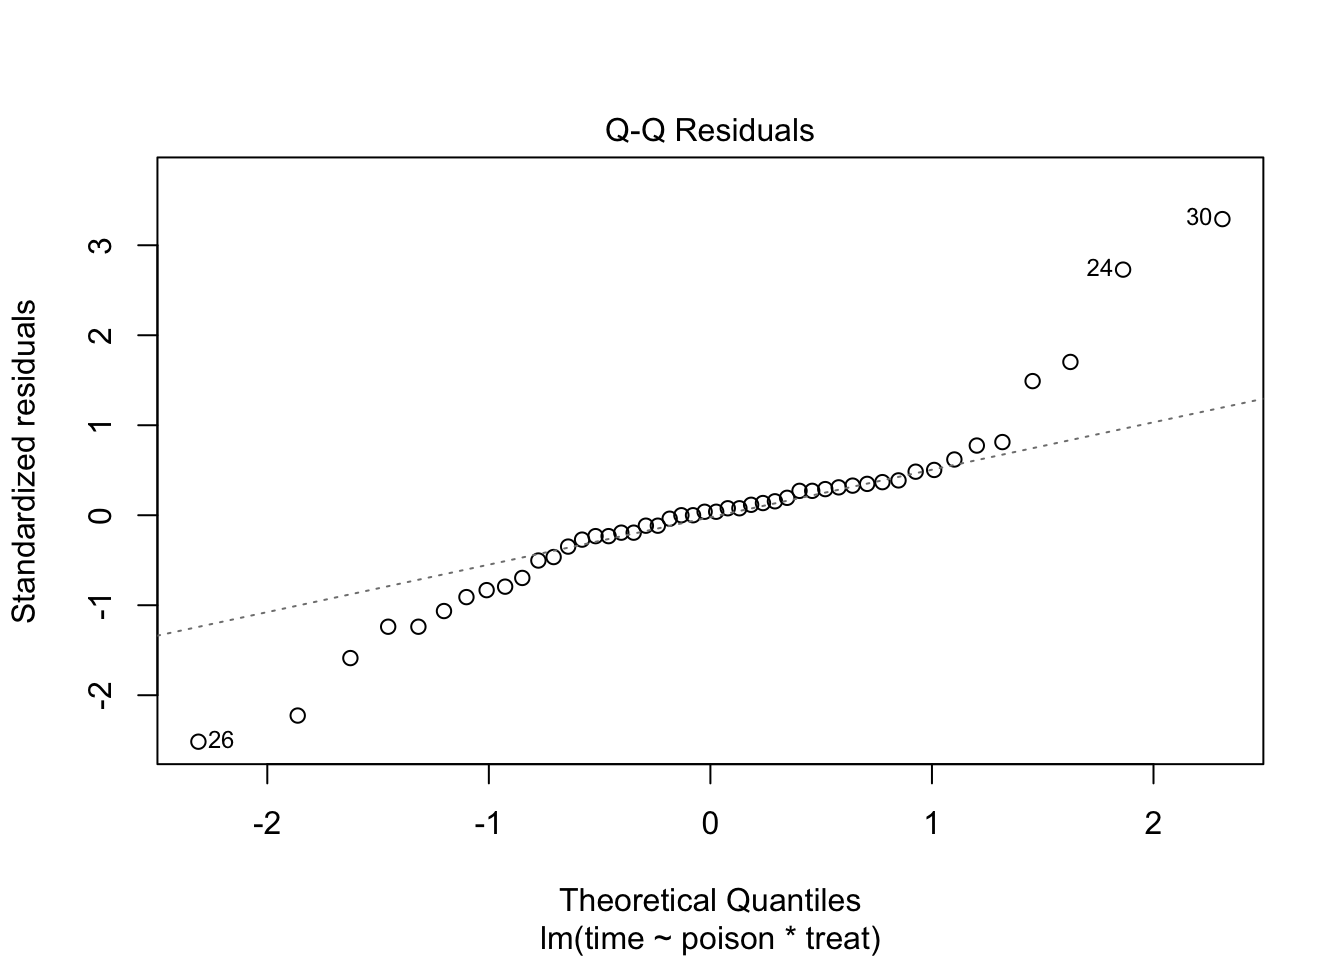 Q-Q Residuals
Standardized residuals
3
2
1
0
-1
-2
30
24
26
-2 -1 0 1 2
Theoretical Quantiles
lm(time ~ poison * treat)